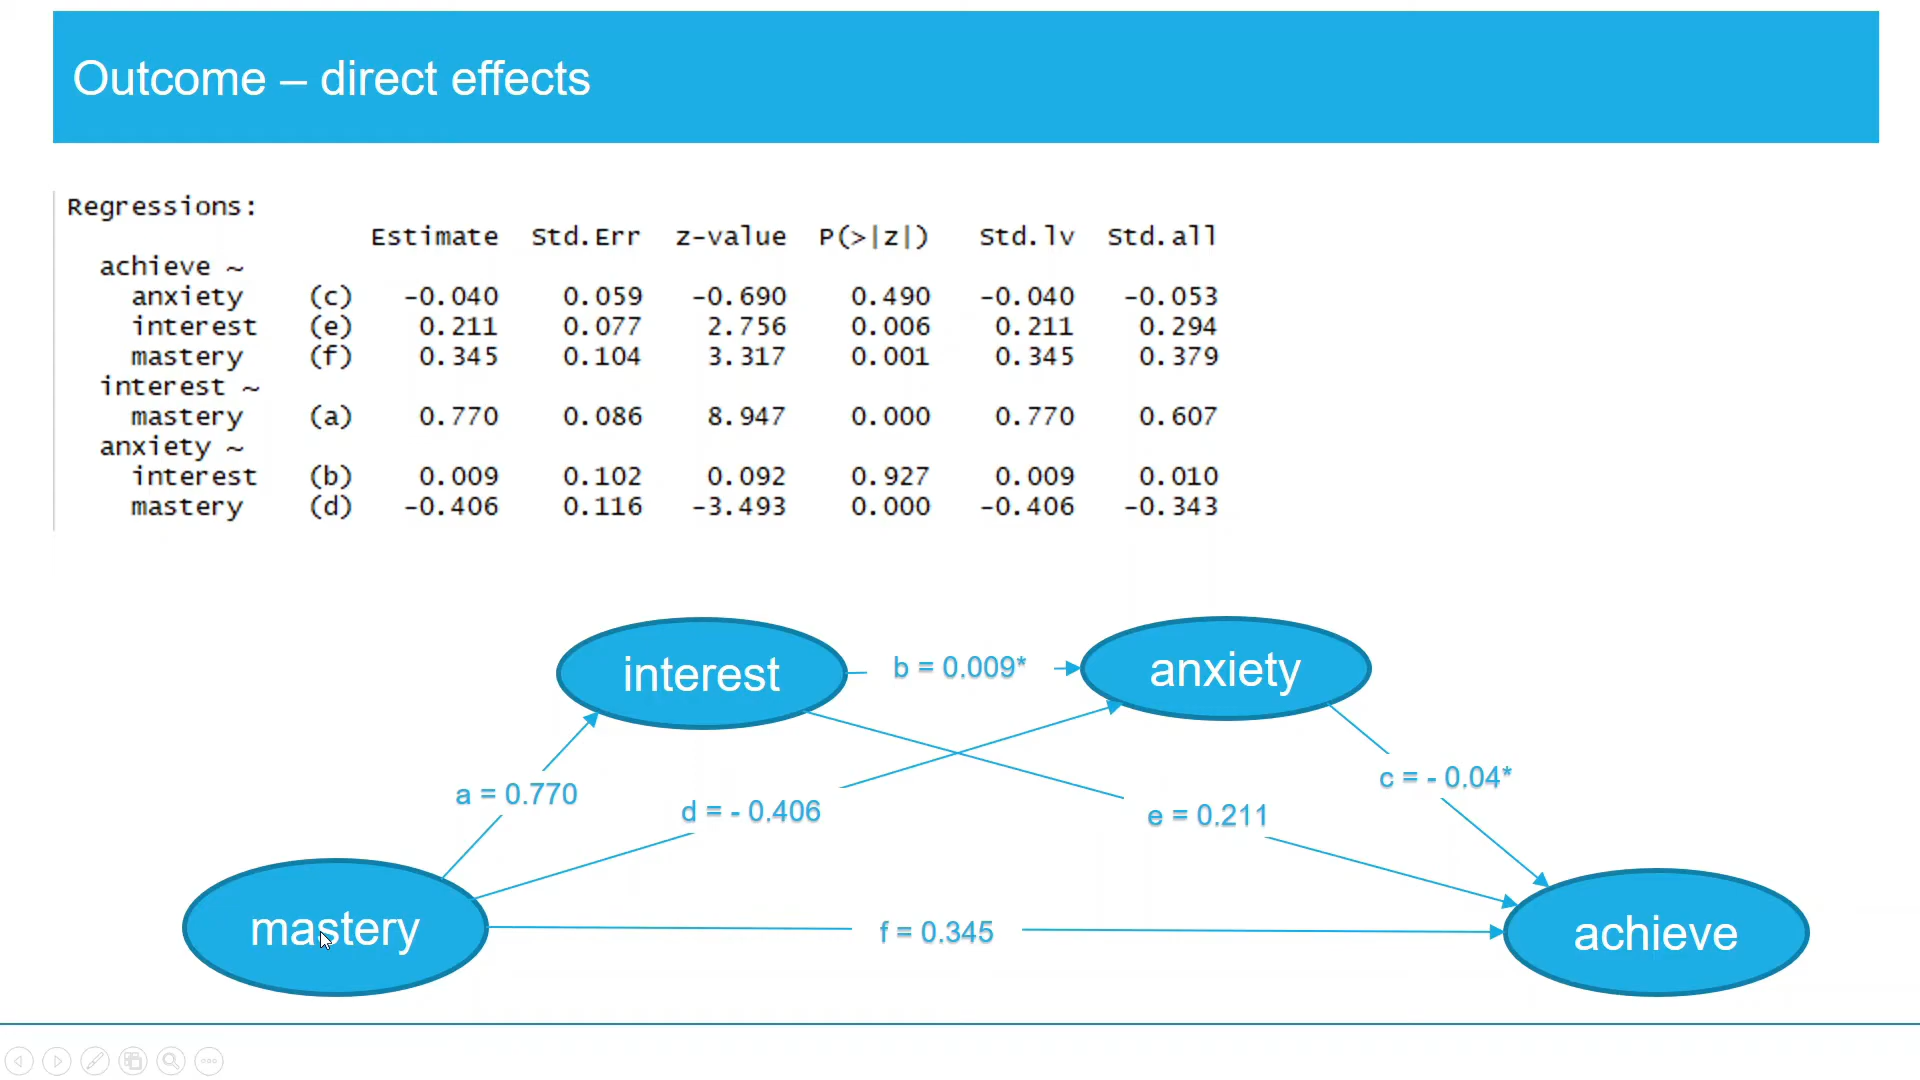 Outcome – direct effects
Regressions:
Estimate Std.Err z-value P(>|z|) Std.lv Std.all
achieve ~
anxiety (c) -0.040 0.059 -0.690 0.490 -0.040 -0.053
interest (e) 0.211 0.077 2.756 0.006 0.211 0.294
mastery (f) 0.345 0.104 3.317 0.001 0.345 0.379
interest ~
mastery (a) 0.770 0.086 8.947 0.000 0.770 0.607
anxiety ~
interest (b) 0.009 0.102 0.092 0.927 0.009 0.010
mastery (d) -0.406 0.116 -3.493 0.000 -0.406 -0.343
interest
b = 0.009*
anxiety
a = 0.770
d = - 0.406
e = 0.211
c = - 0.04*
mastery
f = 0.345
achieve